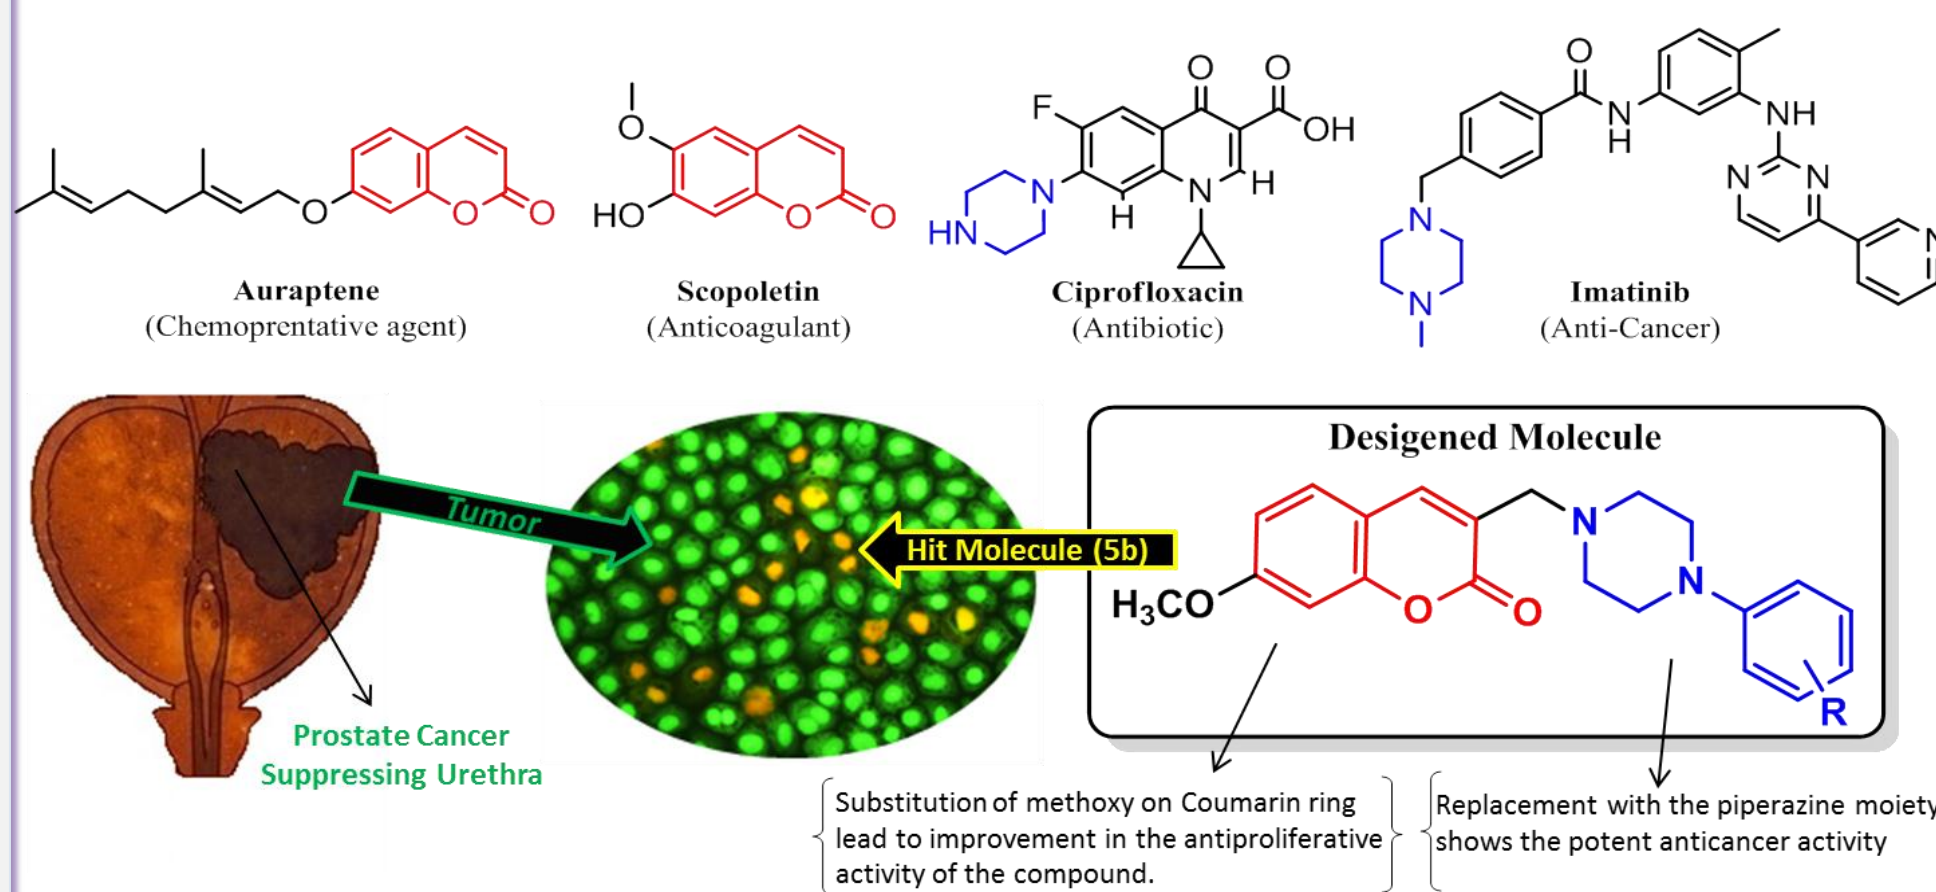 O
F
O
O
OH
N
H
NH
N
N
N
N
N
O
O
O
O
HO
O
O
N
HN
H
N
H
Auraptene
(Chemoprentative agent)
Scopoletin
(Anticoagulant)
Ciprofloxacin
(Antibiotic)
Imatinib
(Anti-Cancer)
N
Tumor
Prostate Cancer
Suppressing Urethra
Hit Molecule (5b)
Desigened Molecule
H₃CO
O
O
N
N
R
Substitution of methoxy on Coumarin ring
lead to improvement in the antiproliferative
activity of the compound.
Replacement with the piperazine moiety
shows the potent anticancer activity